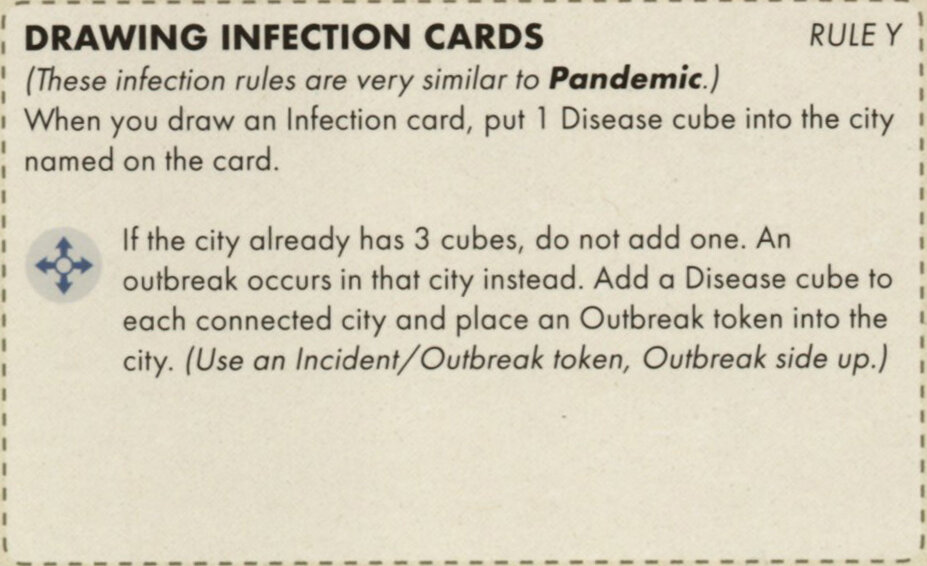 DRAWING INFECTION CARDS RULE Y
(These infection rules are very similar to Pandemic.)
When you draw an Infection card, put 1 Disease cube into the city
named on the card.
If the city already has 3 cubes, do not add one. An
outbreak occurs in that city instead. Add a Disease cube to
each connected city and place an Outbreak token into the
city. (Use an Incident/Outbreak token, Outbreak side up.)